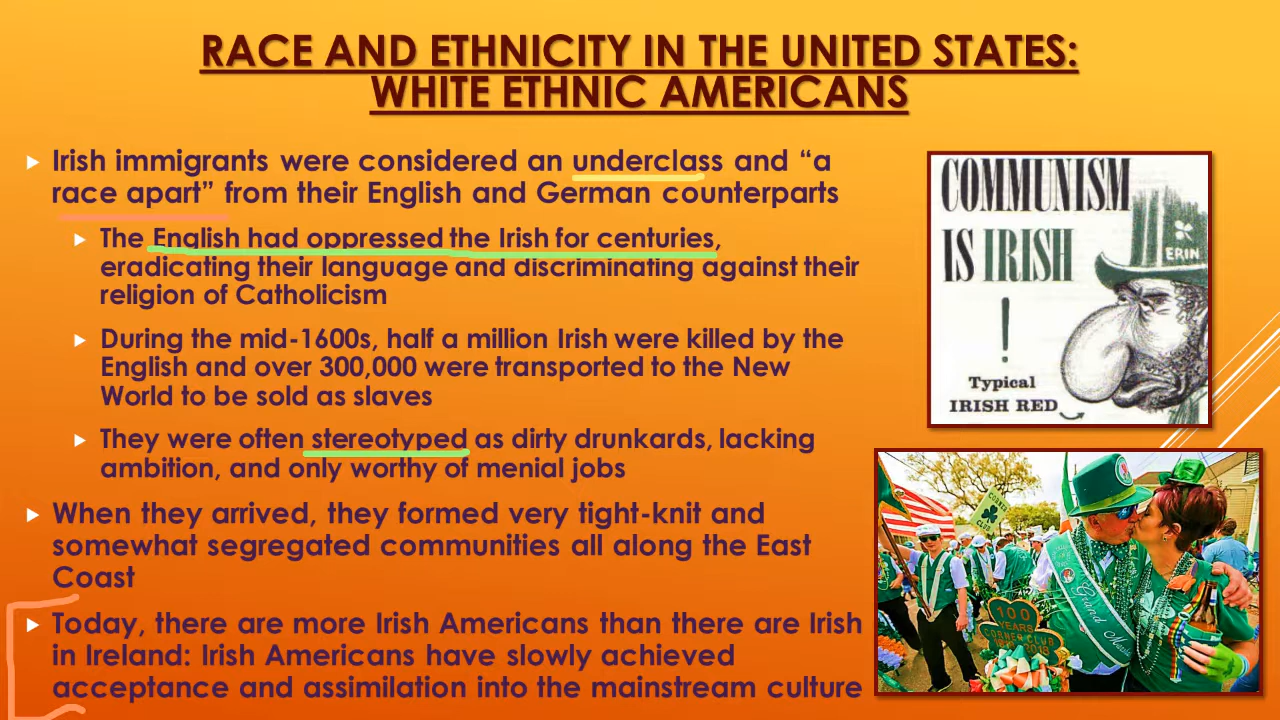 RACE AND ETHNICITY IN THE UNITED STATES:
WHITE ETHNIC AMERICANS
Irish immigrants were considered an underclass and “a
race apart” from their English and German counterparts
The English had oppressed the Irish for centuries,
eradicating their language and discriminating against their
religion of Catholicism
During the mid-1600s, half a million Irish were killed by the
English and over 300,000 were transported to the New
World to be sold as slaves
They were often stereotyped as dirty drunkards, lacking
ambition, and only worthy of menial jobs
When they arrived, they formed very tight-knit and
somewhat segregated communities all along the East
Coast
Today, there are more Irish Americans than there are Irish
in Ireland: Irish Americans have slowly achieved
acceptance and assimilation into the mainstream culture
COMMUNISM
IS IRISH
!
ERIN
Typical
IRISH RED
CORNER
CLUB
Grand
100
YEARS
CORNER CLUB
2018